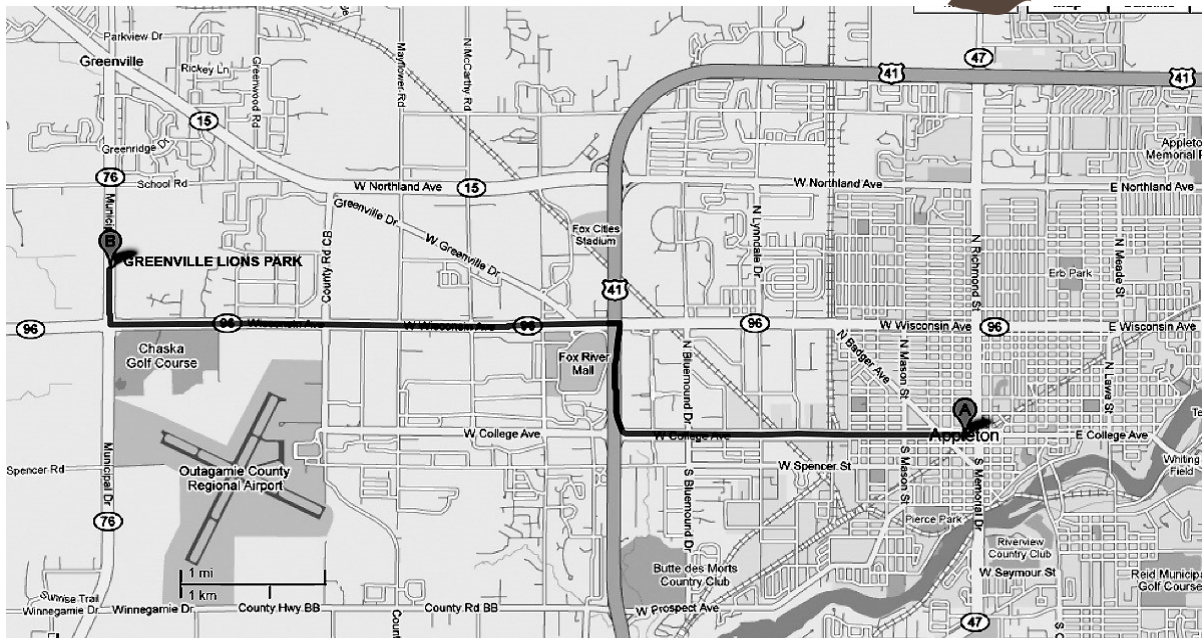 Parkview Dr
Greenville
Rickey Ln
Greenwood Rd
Mayflower Rd
N McCarthy Rd
41
47
41
15
Greenridge Dr
76
School Rd
W Northland Ave
15
W Northland Ave
E Northland Ave
Greenville Dr
W Greenville Dr
County Rd CB
Fox Cities
Stadium
N Lynndale Dr
N Richmond St
N Meade St
Erb Park
B
GREENVILLE LIONS PARK
41
96
96
Wisconsin Ave
W Wisconsin Ave
96
96
W Wisconsin Ave
96
E Wisconsin Ave
Chaska
Golf Course
Fox River
Mall
N Bluemound Dr
N Badger Ave
N Mason St
N Lawe St
A
Appleton
W College Ave
W College Ave
E College Ave
Spencer Rd
Municipal Dr
Outagamie County
Regional Airport
W Spencer St
S Bluemound Dr
S Mason St
S Memorial Dr
Whiting
Field
76
Pierce Park
Riverview
Country Club
1 mi
1 km
Butte des Morts
Country Club
W Seymour St
Reid Municipa
Golf Course
Sunrise Trail
Winnegamie Dr
Winnegamie Dr
County Hwy BB
County Rd BB
W Prospect Ave
47